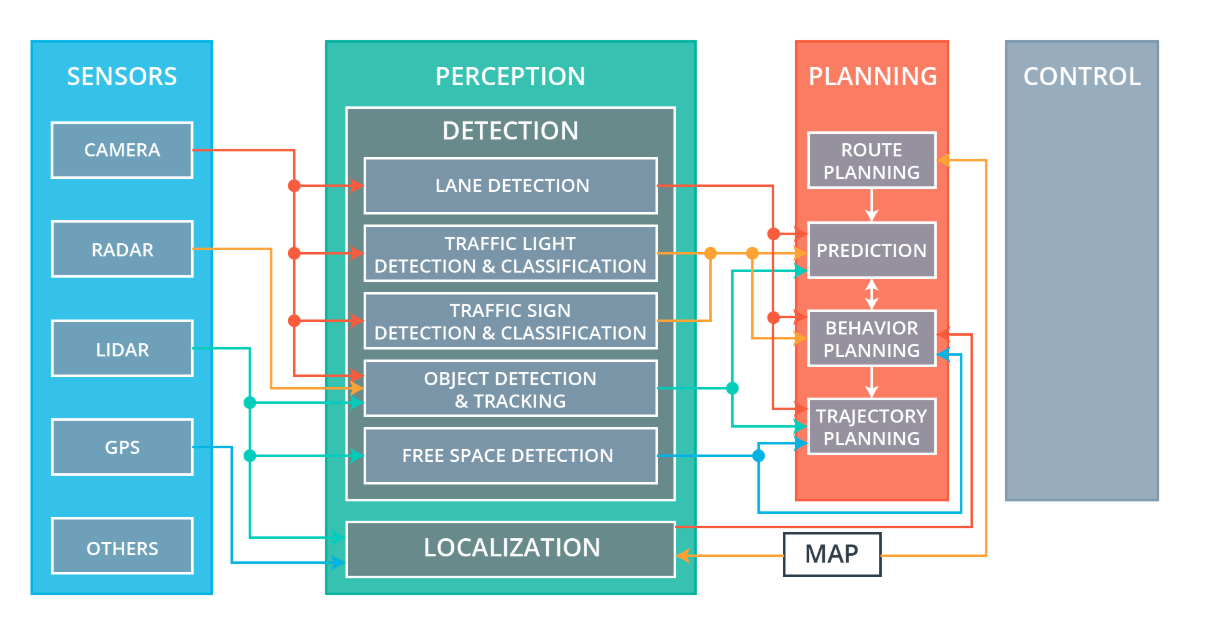 SENSORS
CAMERA
RADAR
LIDAR
GPS
OTHERS
PERCEPTION
DETECTION
LANE DETECTION
TRAFFIC LIGHT
DETECTION & CLASSIFICATION
TRAFFIC SIGN
DETECTION & CLASSIFICATION
OBJECT DETECTION
& TRACKING
FREE SPACE DETECTION
LOCALIZATION
PLANNING
ROUTE
PLANNING
PREDICTION
BEHAVIOR
PLANNING
TRAJECTORY
PLANNING
MAP
CONTROL